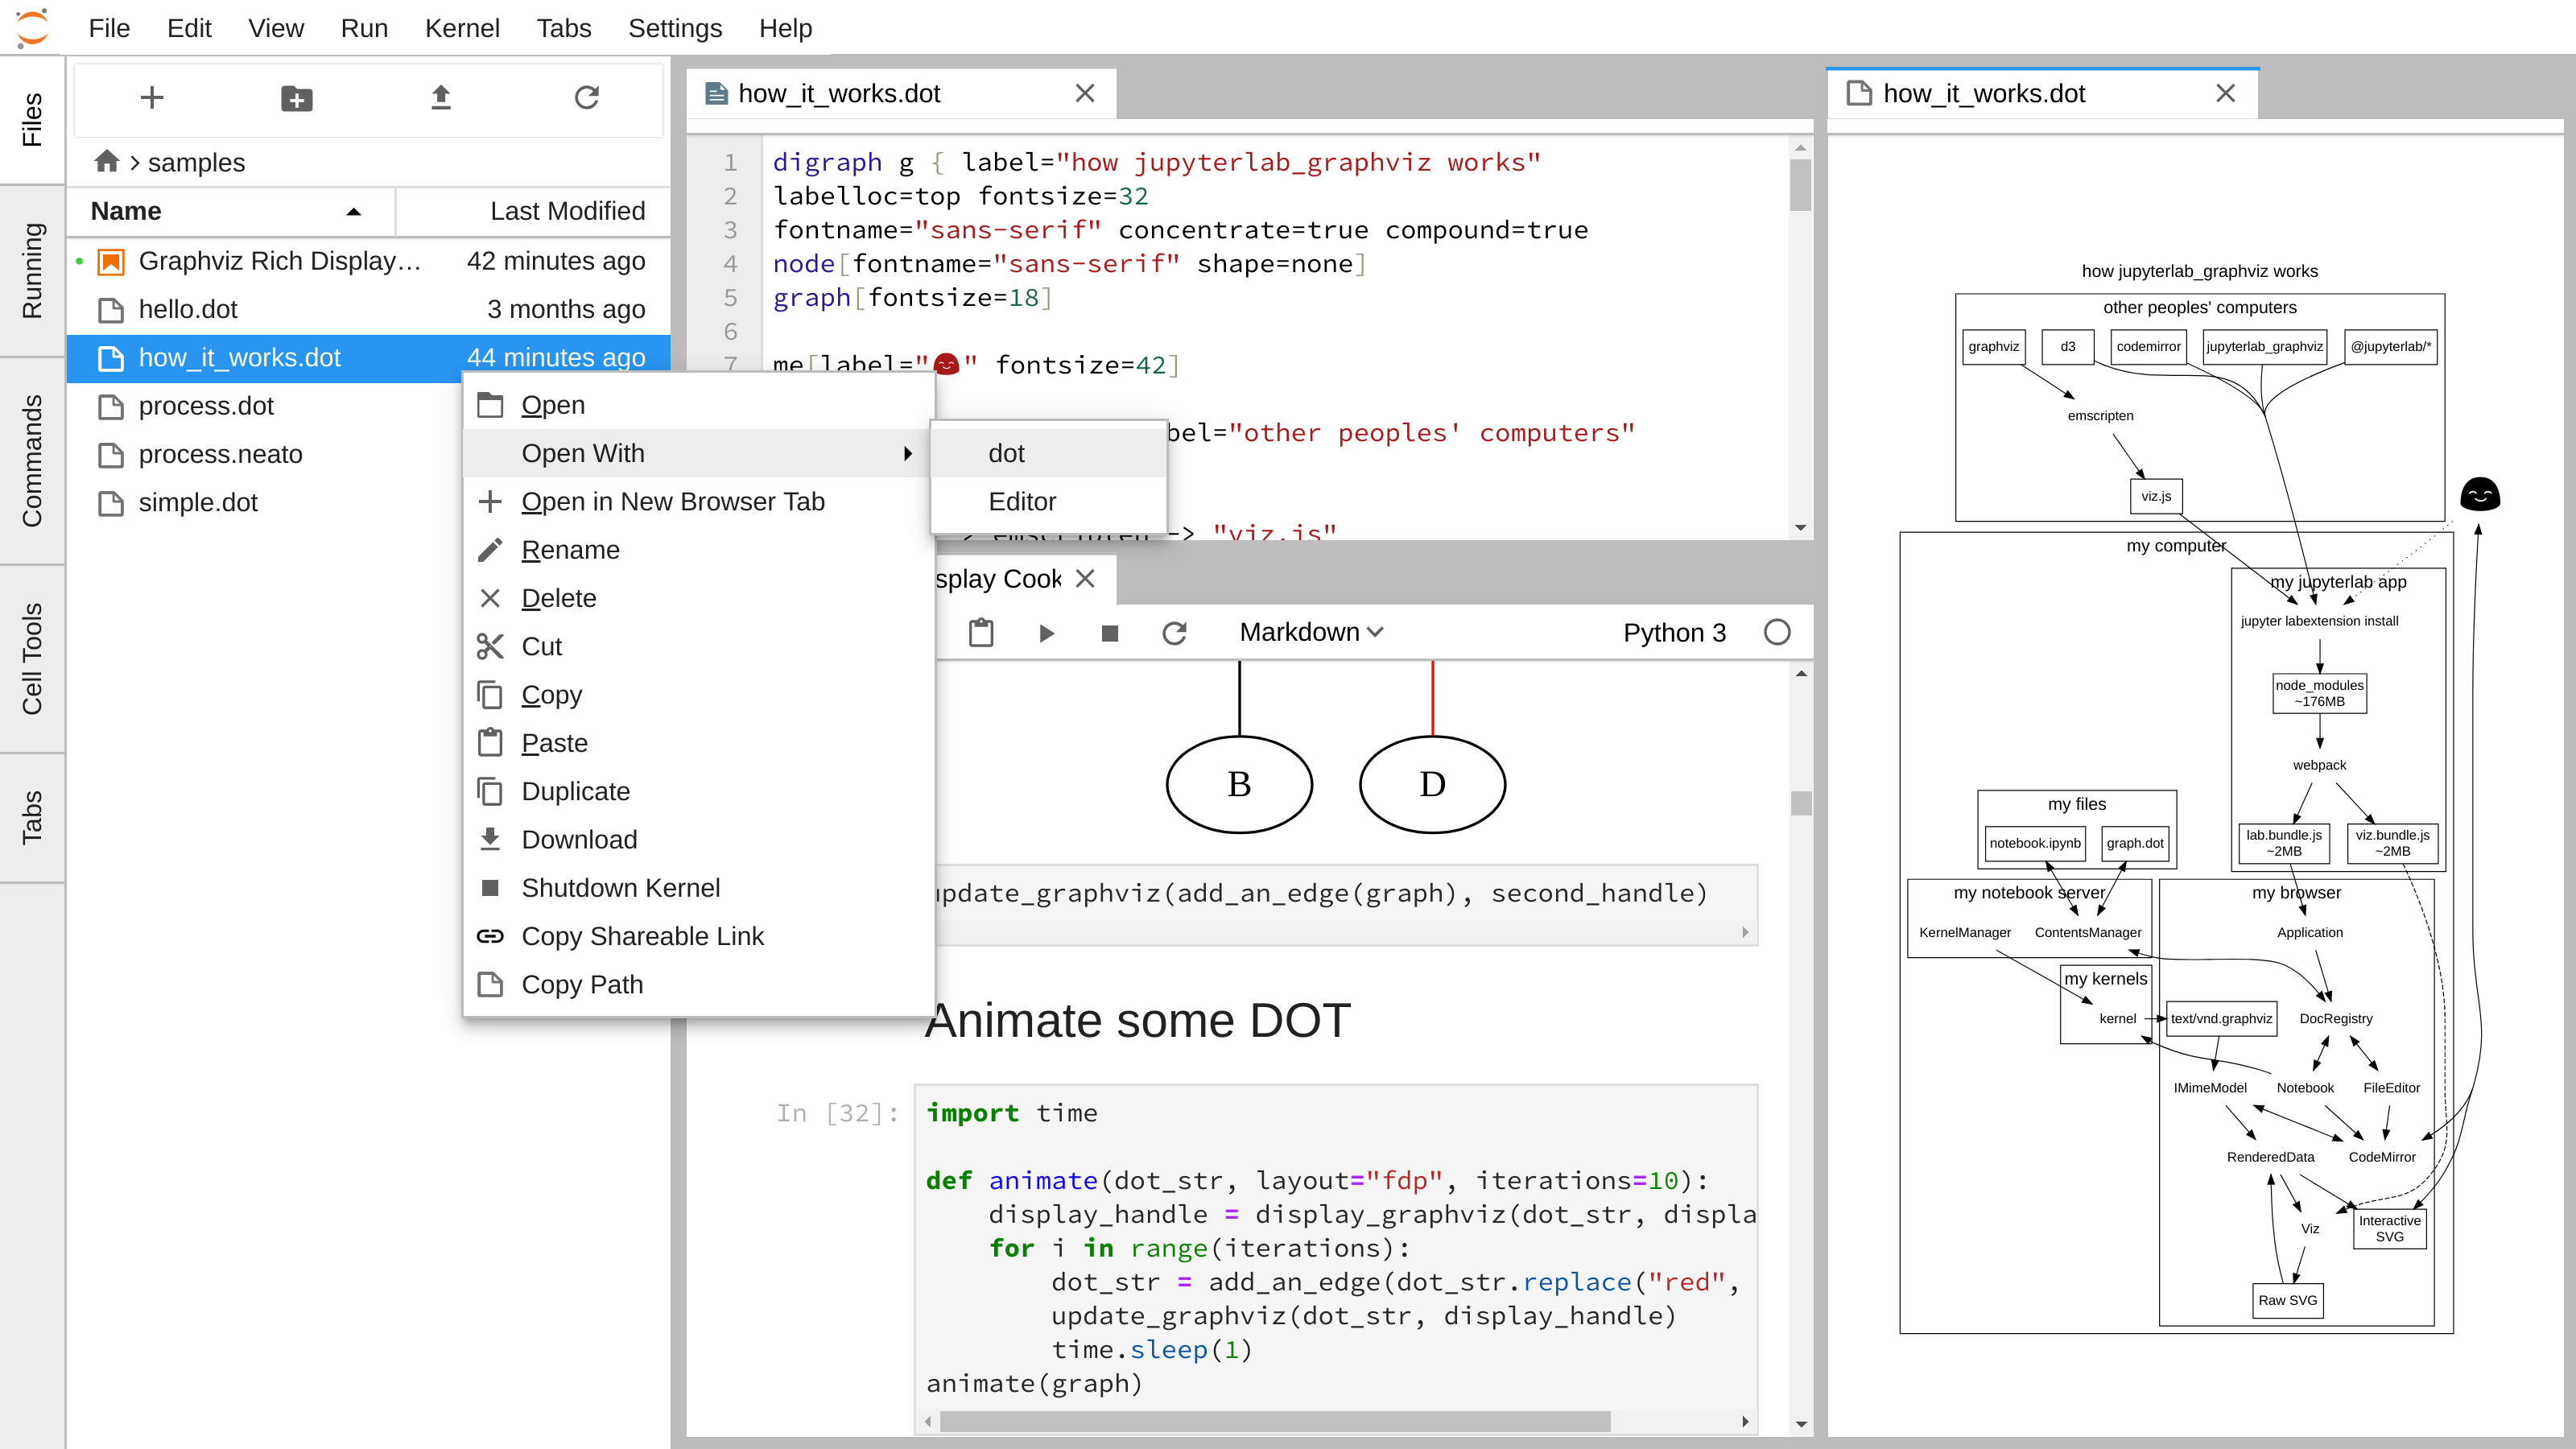 File Edit View Run Kernel Tabs Settings Help
Files
Running
Commands
Cell Tools
Tabs
samples
Name Last Modified
Graphviz Rich Display… 42 minutes ago
hello.dot 3 months ago
how_it_works.dot 44 minutes ago
process.dot
process.neato
simple.dot
Open
Open With
Open in New Browser Tab
Rename
Delete
Cut
Copy
Paste
Duplicate
Download
Shutdown Kernel
Copy Shareable Link
Copy Path
dot
Editor
how_it_works.dot
1 digraph g { label="how jupyterlab_graphviz works"
2 labelloc=top fontsize=32
3 fontname="sans-serif" concentrate=true compound=true
4 node[fontname="sans-serif" shape=none]
5 graph[fontsize=18]
6
7 me[label="" fontsize=42]
bel="other peoples' computers"
> emscripten -> "viz.js"
splay Cook
Markdown Python 3
B D
update_graphviz(add_an_edge(graph), second_handle)
Animate some DOT
In [32]:
import time
def animate(dot_str, layout="fdp", iterations=10):
display_handle = display_graphviz(dot_str, displa
for i in range(iterations):
dot_str = add_an_edge(dot_str.replace("red",
update_graphviz(dot_str, display_handle)
time.sleep(1)
animate(graph)
how_it_works.dot
how jupyterlab_graphviz works
other peoples' computers
graphviz d3 codemirror jupyterlab_graphviz @jupyterlab/*
emscripten
viz.js
my computer
my jupyterlab app
jupyter labextension install
node_modules
~176MB
webpack
my files
notebook.ipynb graph.dot
lab.bundle.js
~2MB
viz.bundle.js
~2MB
my notebook server
my browser
KernelManager ContentsManager
Application
my kernels
kernel
text/vnd.graphviz
DocRegistry
IMimeModel Notebook FileEditor
RenderedData CodeMirror
Viz
Interactive
SVG
Raw SVG